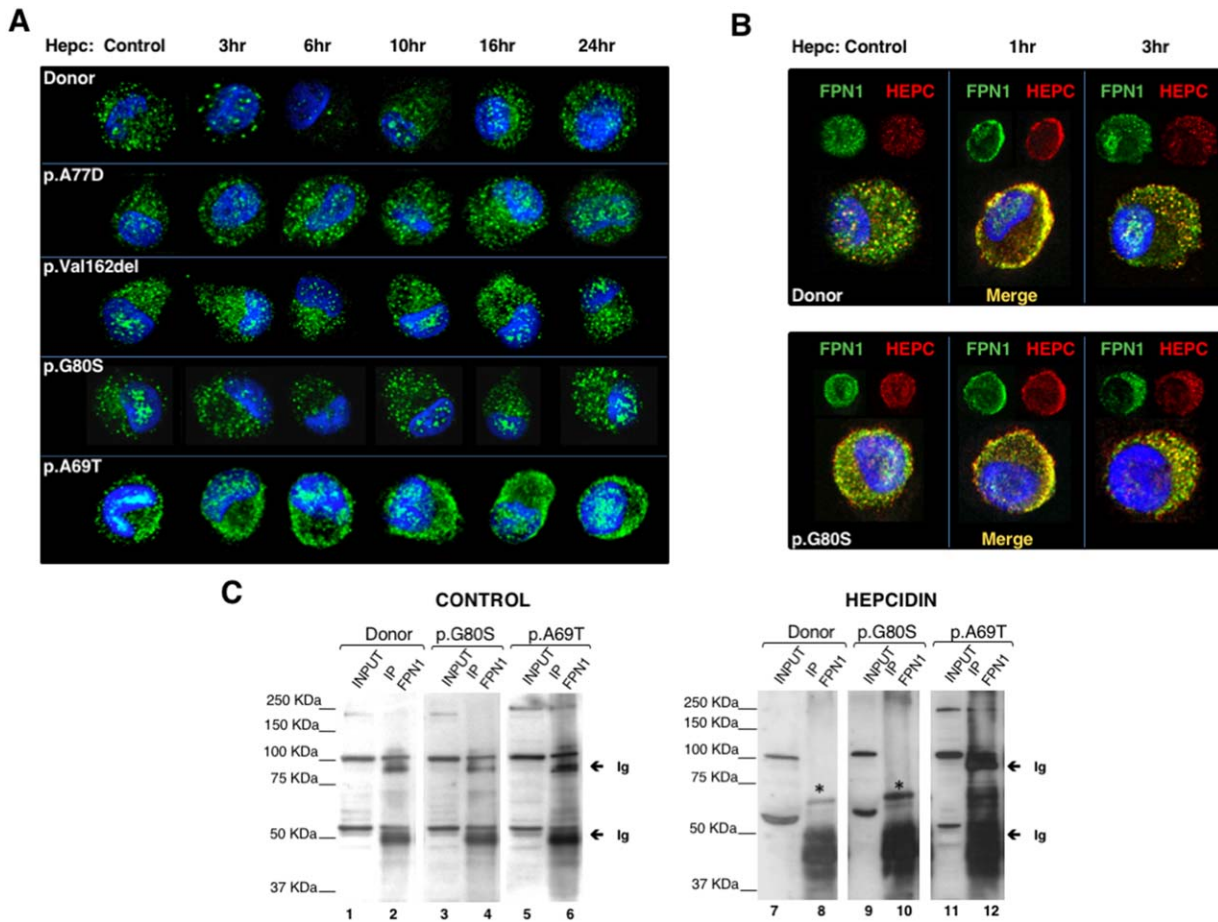 A
Hepc: Control 3hr 6hr 10hr 16hr 24hr
Donor
p.A77D
p.Val162del
p.G80S
p.A69T
B
Hepc: Control 1hr 3hr
FPN1 HEPC FPN1 HEPC FPN1 HEPC
Donor Merge
FPN1 HEPC FPN1 HEPC FPN1 HEPC
p.G80S Merge
C
CONTROL
Donor p.G80S p.A69T
INPUT IP FPN1 INPUT IP FPN1 INPUT IP FPN1
250 KDa
150 KDa
100 KDa
Ig
75 KDa
50 KDa
Ig
37 KDa
1 2 3 4 5 6
HEPCIDIN
Donor p.G80S p.A69T
INPUT IP FPN1 INPUT IP FPN1 INPUT IP FPN1
250 KDa
150 KDa
100 KDa
Ig
75 KDa
* *
50 KDa
Ig
37 KDa
7 8 9 10 11 12